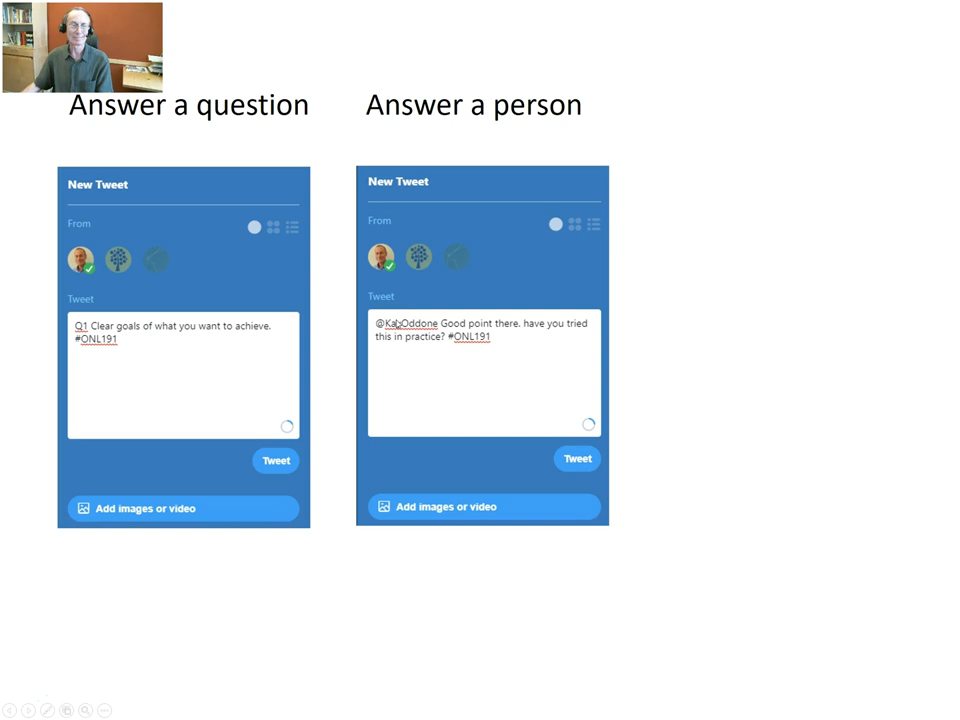 Answer a question
Answer a person
New Tweet
From
Tweet
Q1 Clear goals of what you want to achieve.
#ONL191
Tweet
Add images or video
New Tweet
From
Tweet
@KayOddone Good point there. have you tried
this in practice? #ONL191
Tweet
Add images or video